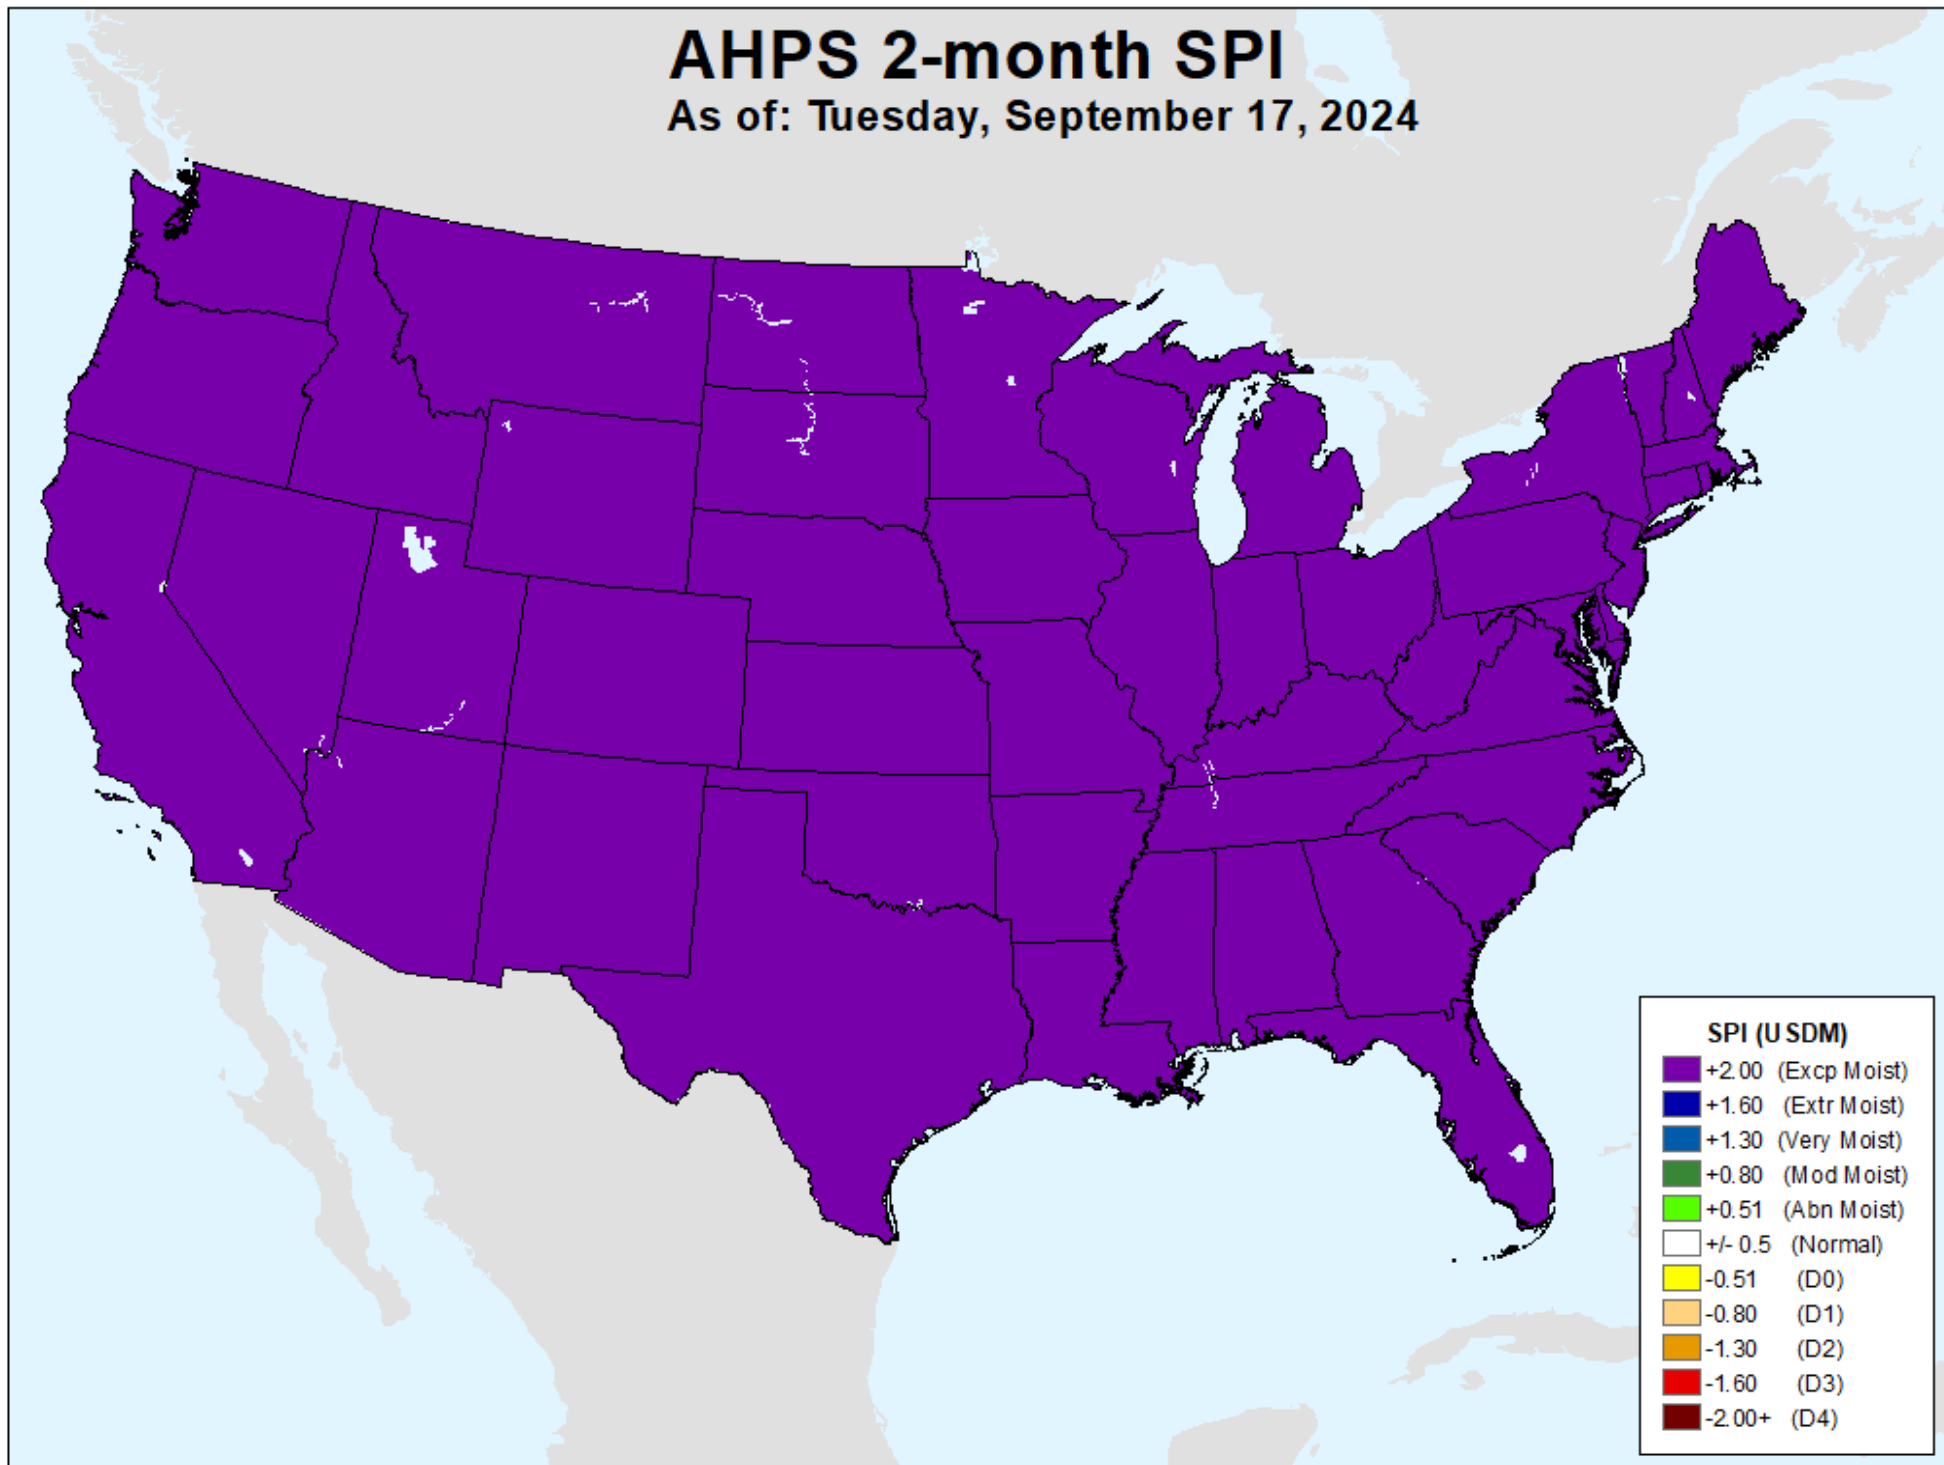 AHPS 2-month SPI
As of: Tuesday, September 17, 2024
SPI (USDM)
+2.00 (Excp Moist)
+1.60 (Extr Moist)
+1.30 (Very Moist)
+0.80 (Mod Moist)
+0.51 (Abn Moist)
+/- 0.5 (Normal)
-0.51 (D0)
-0.80 (D1)
-1.30 (D2)
-1.60 (D3)
-2.00+ (D4)